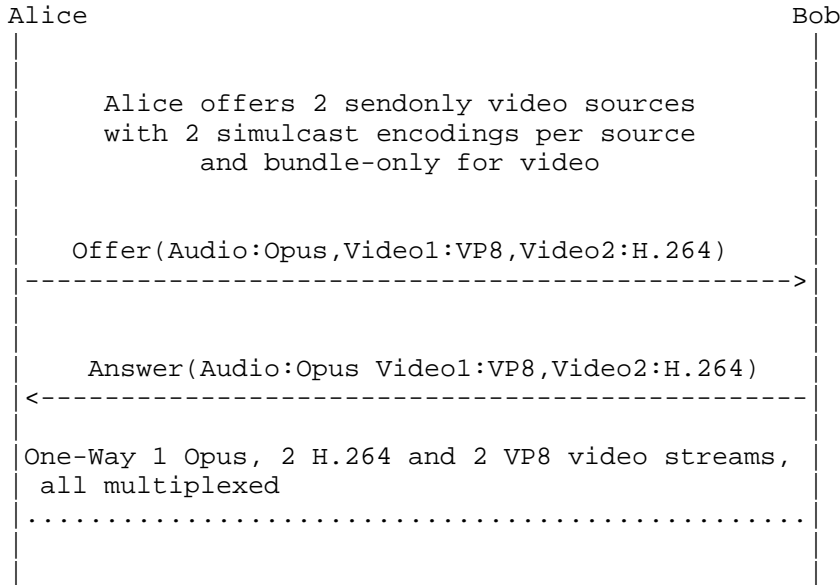 Alice Bob
Alice offers 2 sendonly video sources
with 2 simulcast encodings per source
and bundle-only for video
Offer(Audio:Opus,Video1:VP8,Video2:H.264)
Answer(Audio:Opus Video1:VP8,Video2:H.264)
One-Way 1 Opus, 2 H.264 and 2 VP8 video streams,
all multiplexed